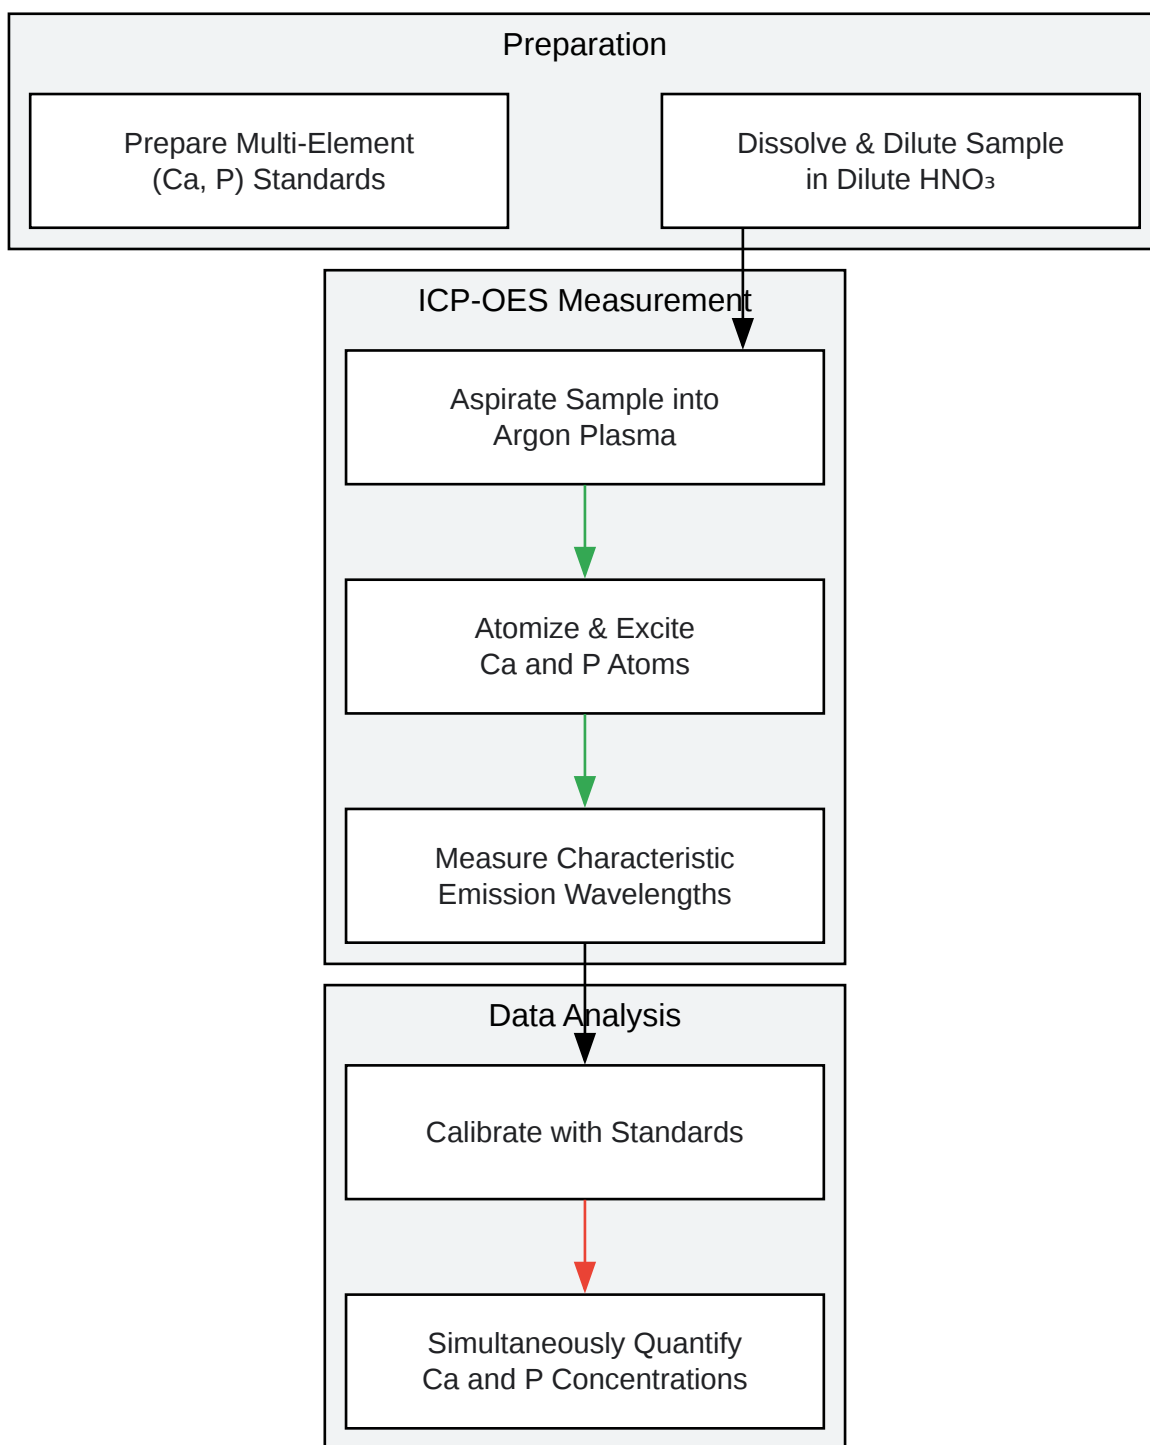 Preparation
Prepare Multi-Element
(Ca, P) Standards
Dissolve & Dilute Sample
in Dilute HNO₃
ICP-OES Measurement
Aspirate Sample into
Argon Plasma
Atomize & Excite
Ca and P Atoms
Measure Characteristic
Emission Wavelengths
Data Analysis
Calibrate with Standards
Simultaneously Quantify
Ca and P Concentrations